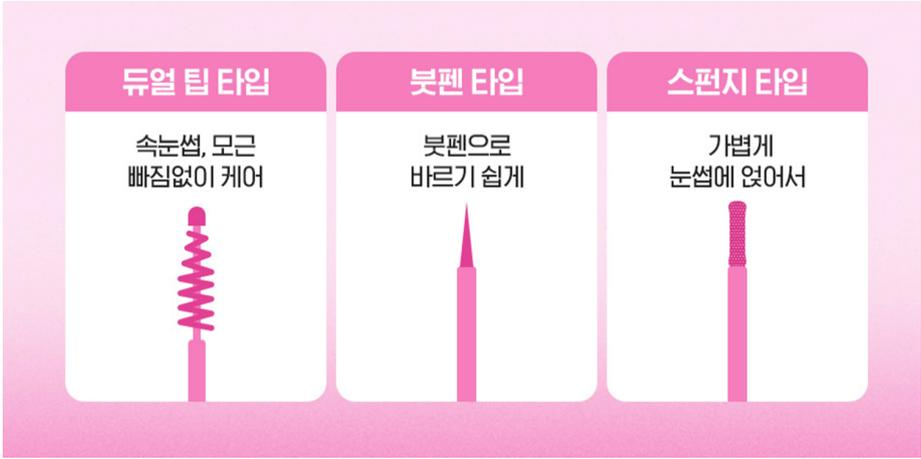 듀얼 팁 타입
속눈썹, 모근
빠짐없이 케어
붓펜 타입
붓펜으로
바르기 쉽게
스펀지 타입
가볍게
눈썹에 얹어서